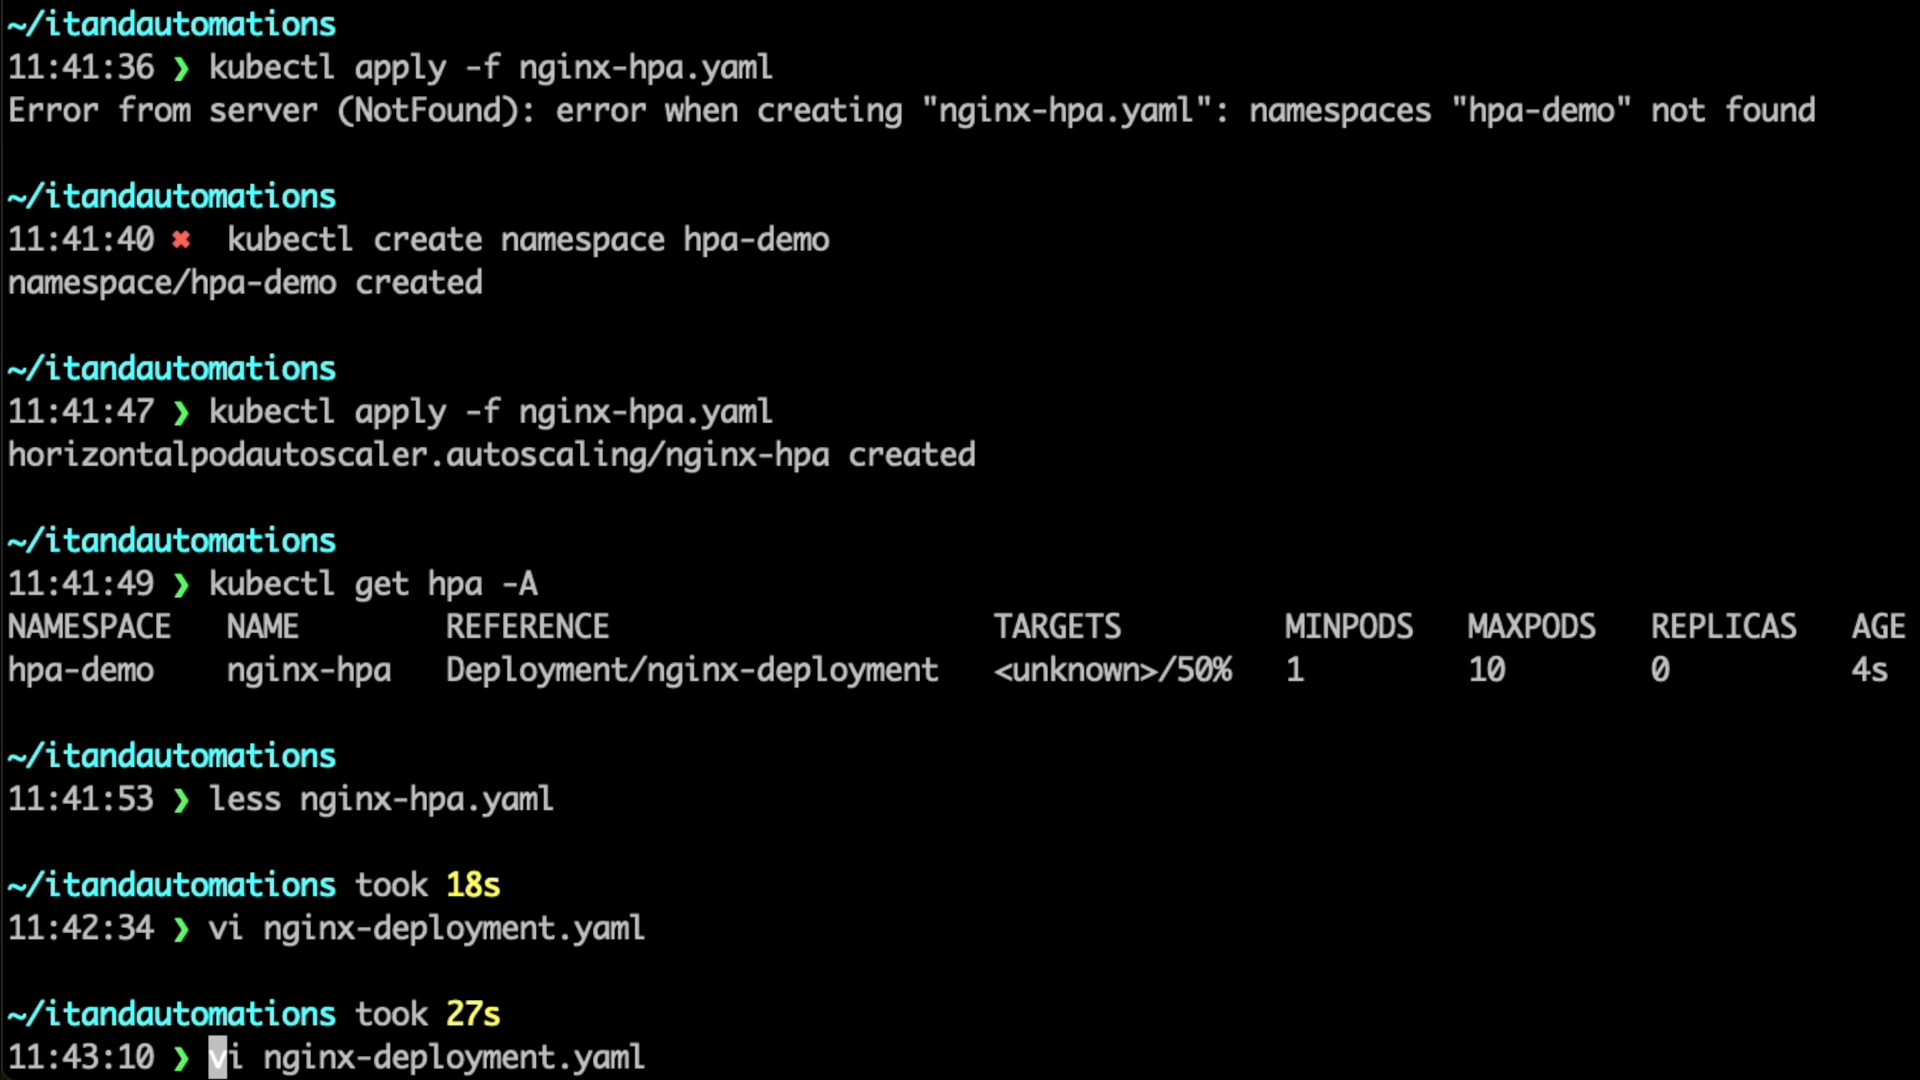 ~/itandautomations
11:41:36 ❯ kubectl apply -f nginx-hpa.yaml
Error from server (NotFound): error when creating "nginx-hpa.yaml": namespaces "hpa-demo" not found
~/itandautomations
11:41:40 ✖ kubectl create namespace hpa-demo
namespace/hpa-demo created
~/itandautomations
11:41:47 ❯ kubectl apply -f nginx-hpa.yaml
horizontalpodautoscaler.autoscaling/nginx-hpa created
~/itandautomations
11:41:49 ❯ kubectl get hpa -A
NAMESPACE NAME REFERENCE TARGETS MINPODS MAXPODS REPLICAS AGE
hpa-demo nginx-hpa Deployment/nginx-deployment <unknown>/50% 1 10 0 4s
~/itandautomations
11:41:53 ❯ less nginx-hpa.yaml
~/itandautomations took 18s
11:42:34 ❯ vi nginx-deployment.yaml
~/itandautomations took 27s
11:43:10 ❯ vi nginx-deployment.yaml